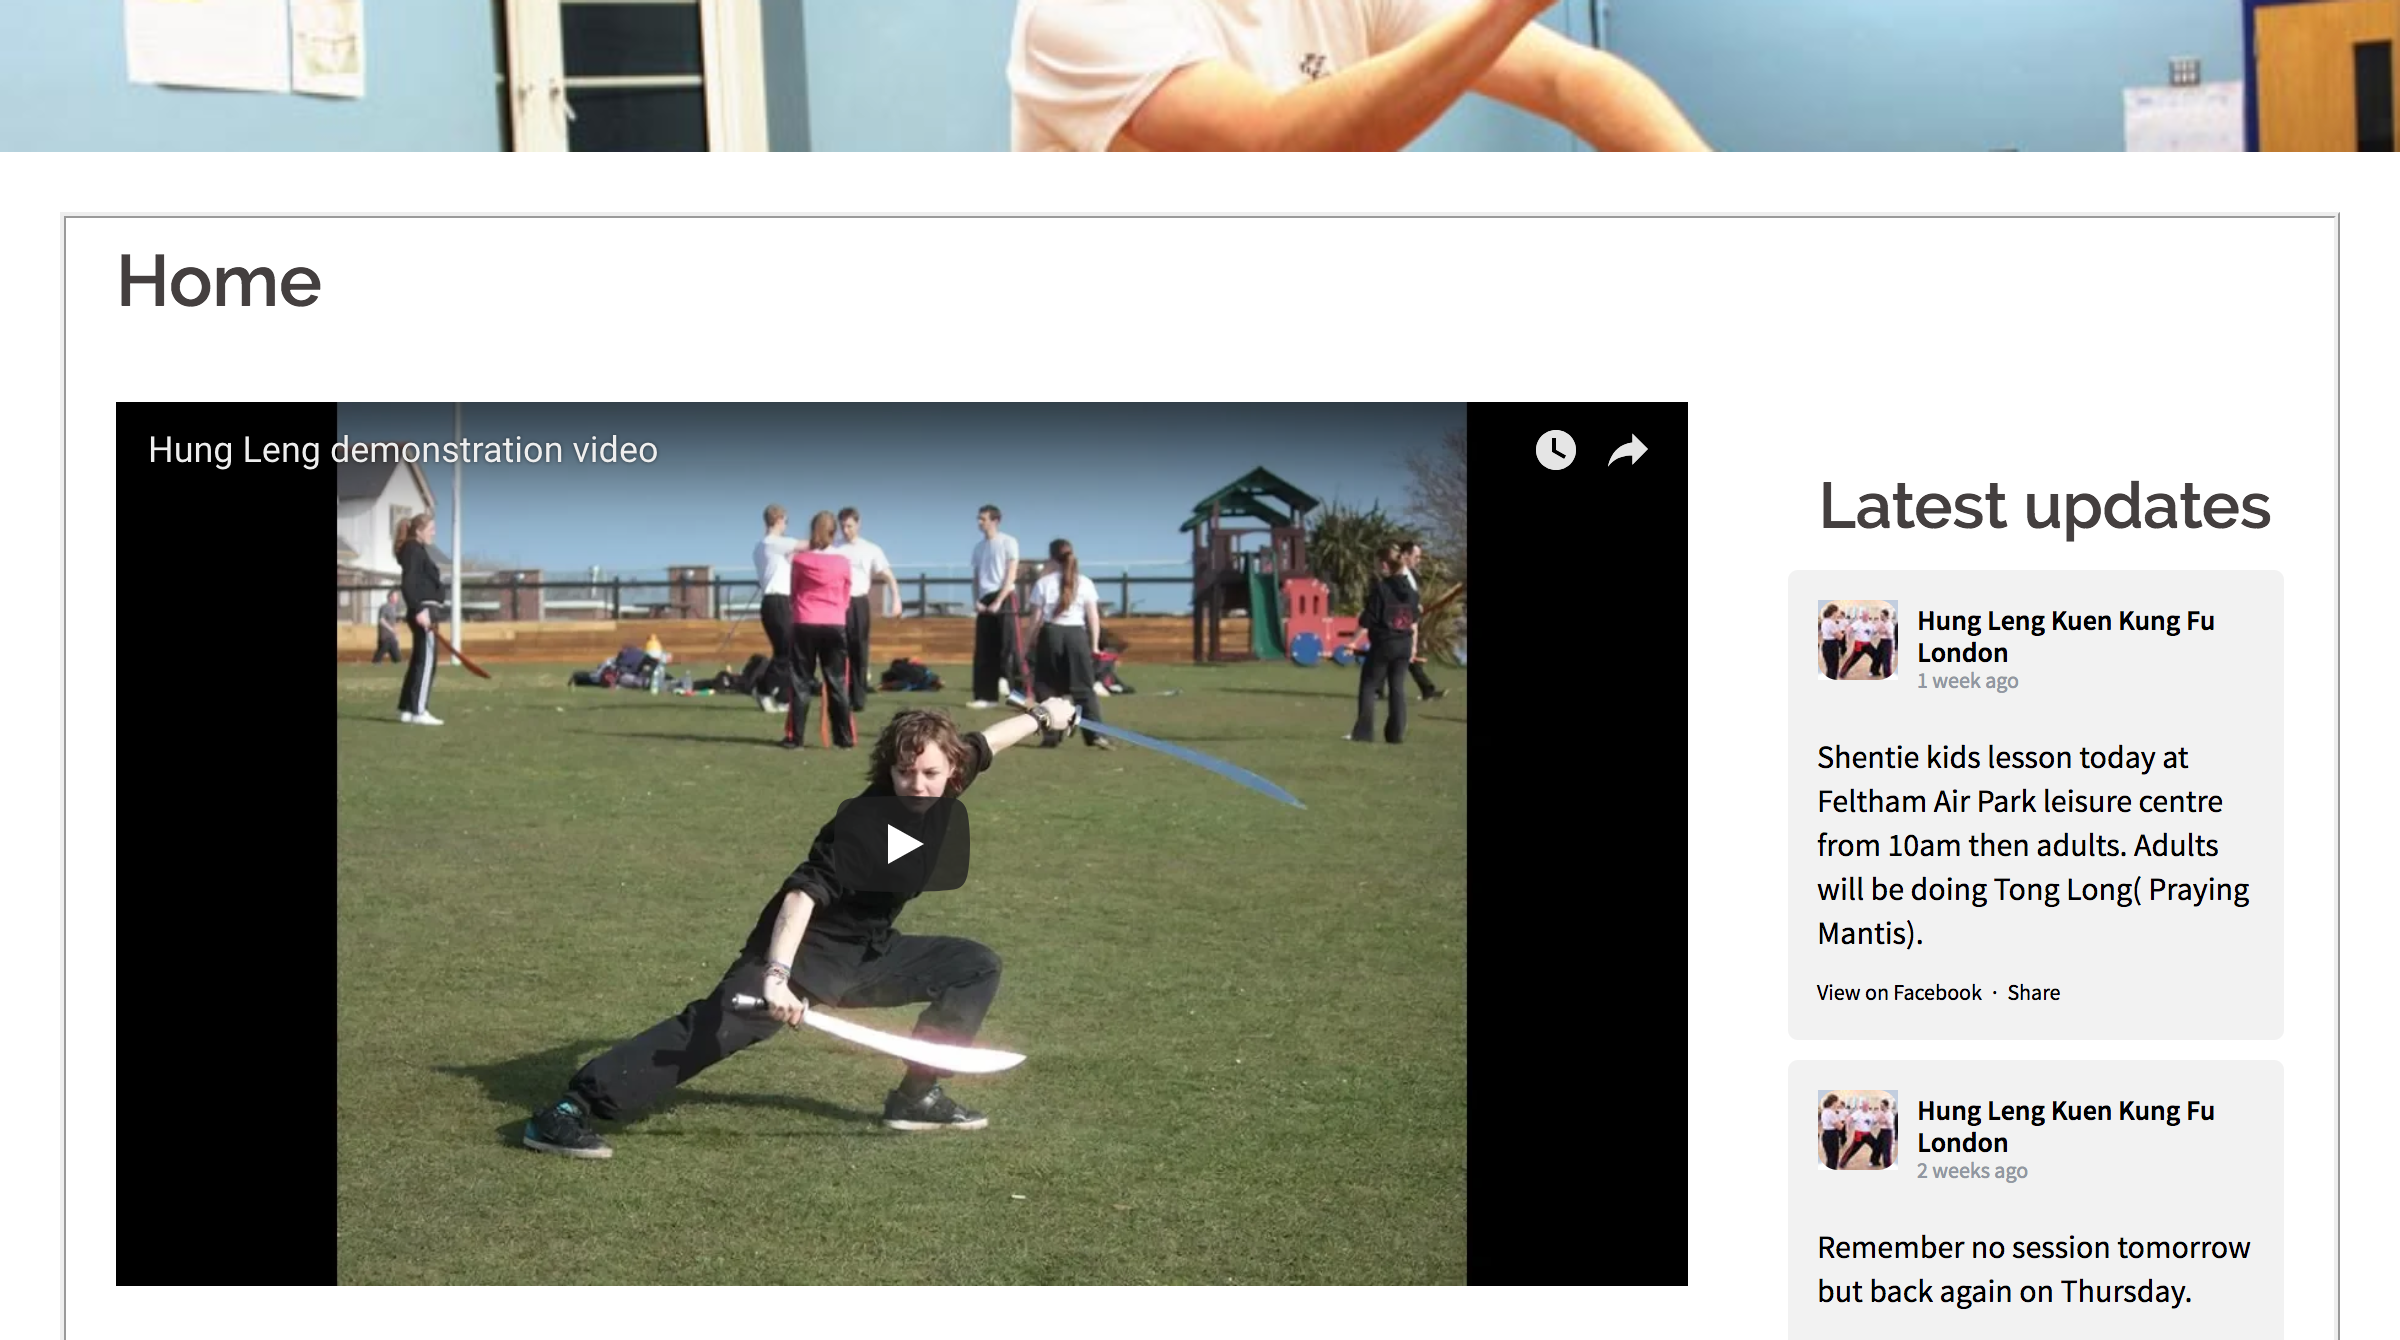 Home
Hung Leng demonstration video
Latest updates
Hung Leng Kuen Kung Fu
London
1 week ago
Shentie kids lesson today at
Feltham Air Park leisure centre
from 10am then adults. Adults
will be doing Tong Long( Praying
Mantis).
View on Facebook · Share
Hung Leng Kuen Kung Fu
London
2 weeks ago
Remember no session tomorrow
but back again on Thursday.